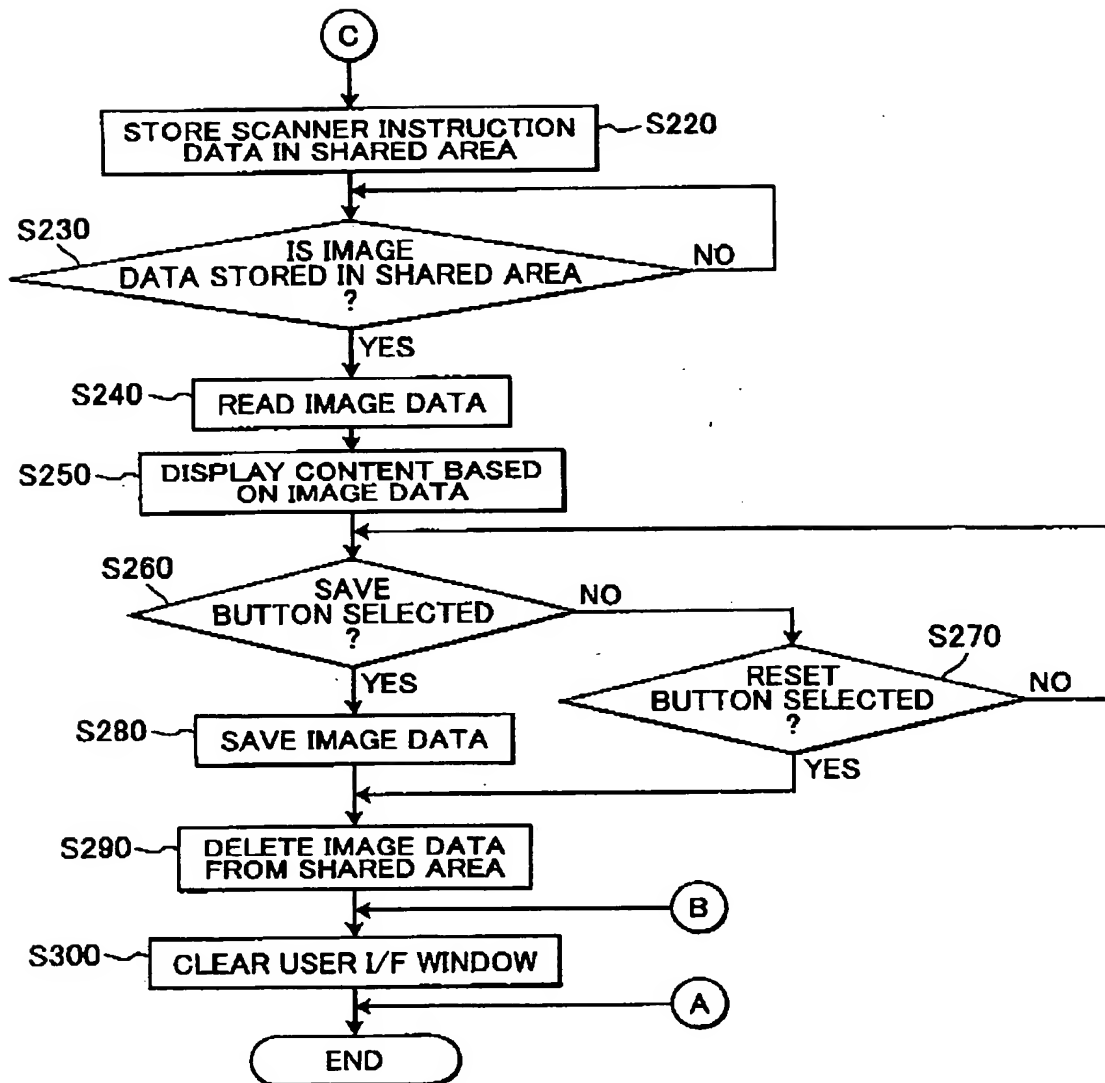 C
STORE SCANNER INSTRUCTION
DATA IN SHARED AREA
S220
S230
IS IMAGE
DATA STORED IN SHARED AREA
?
NO
YES
S240
READ IMAGE DATA
S250
DISPLAY CONTENT BASED
ON IMAGE DATA
S260
SAVE
BUTTON SELECTED
?
NO
S270
RESET
BUTTON SELECTED
?
NO
YES
YES
S280
SAVE IMAGE DATA
S290
DELETE IMAGE DATA
FROM SHARED AREA
B
S300
CLEAR USER I/F WINDOW
A
END